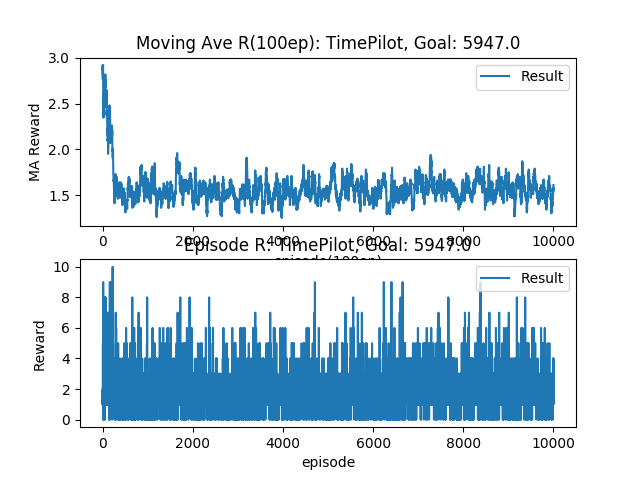 Moving Ave R(100ep): TimePilot, Goal: 5947.0
3.0
2.5
2.0
1.5
MA Reward
Result
0 2000 4000 6000 8000 10000
episode(100ep)
Episode R: TimePilot, Goal: 5947.0
10
8
6
4
2
0
Reward
Result
0 2000 4000 6000 8000 10000
episode